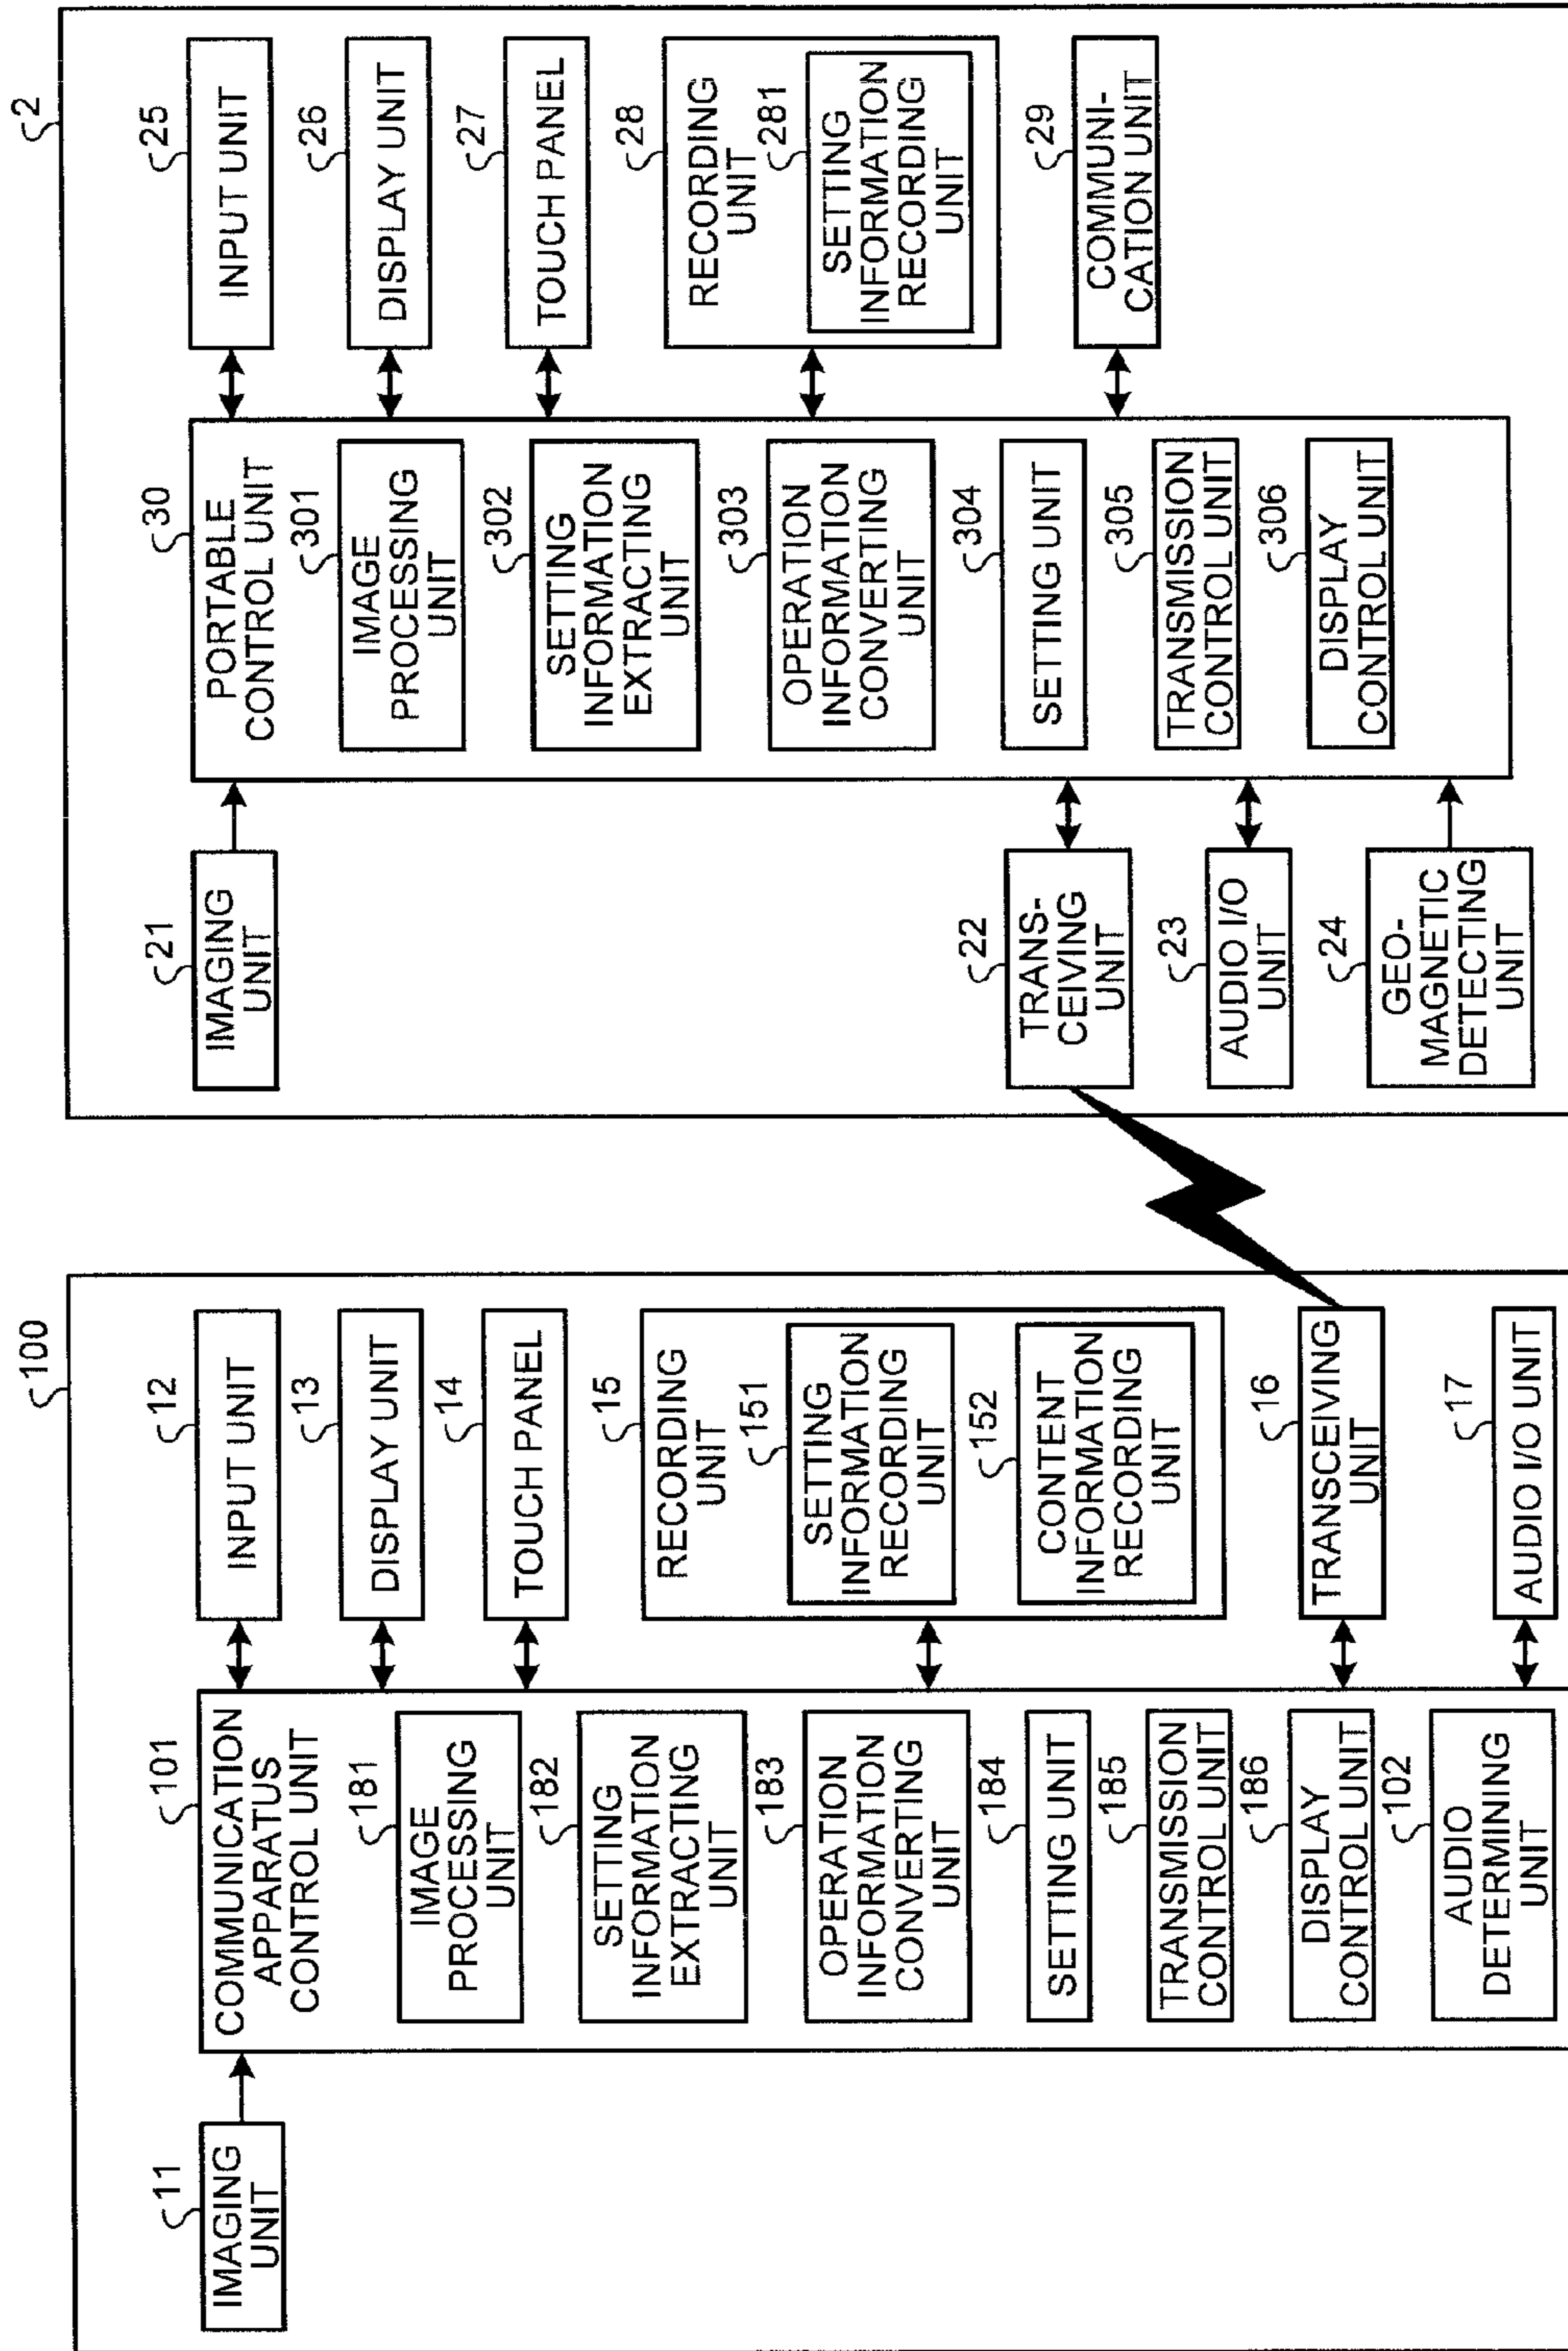 100
11
IMAGING
UNIT
101
COMMUNICATION
APPARATUS
CONTROL UNIT
181
IMAGE
PROCESSING
UNIT
182
SETTING
INFORMATION
EXTRACTING
UNIT
183
OPERATION
INFORMATION
CONVERTING
UNIT
184
SETTING UNIT
185
TRANSMISSION
CONTROL UNIT
186
DISPLAY
CONTROL UNIT
102
AUDIO
DETERMINING
UNIT
12
INPUT UNIT
13
DISPLAY UNIT
14
TOUCH PANEL
15
RECORDING
UNIT
151
SETTING
INFORMATION
RECORDING
UNIT
152
CONTENT
INFORMATION
RECORDING
UNIT
16
TRANSCEIVING
UNIT
17
AUDIO I/O UNIT
2
21
IMAGING
UNIT
22
TRANS-
CEIVING
UNIT
23
AUDIO I/O
UNIT
24
GEO-
MAGNETIC
DETECTING
UNIT
30
PORTABLE
CONTROL UNIT
301
IMAGE
PROCESSING
UNIT
302
SETTING
INFORMATION
EXTRACTING
UNIT
303
OPERATION
INFORMATION
CONVERTING
UNIT
304
SETTING UNIT
305
TRANSMISSION
CONTROL UNIT
306
DISPLAY
CONTROL UNIT
25
INPUT UNIT
26
DISPLAY UNIT
27
TOUCH PANEL
28
RECORDING
UNIT
281
SETTING
INFORMATION
RECORDING
UNIT
29
COMMUNI-
CATION UNIT